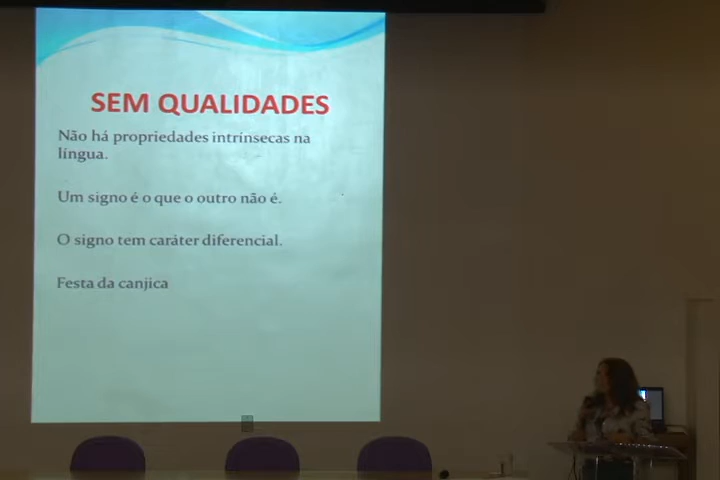 SEM QUALIDADES
Não há propriedades intrínsecas na
língua.
Um signo é o que o outro não é.
O signo tem caráter diferencial.
Festa da canjica